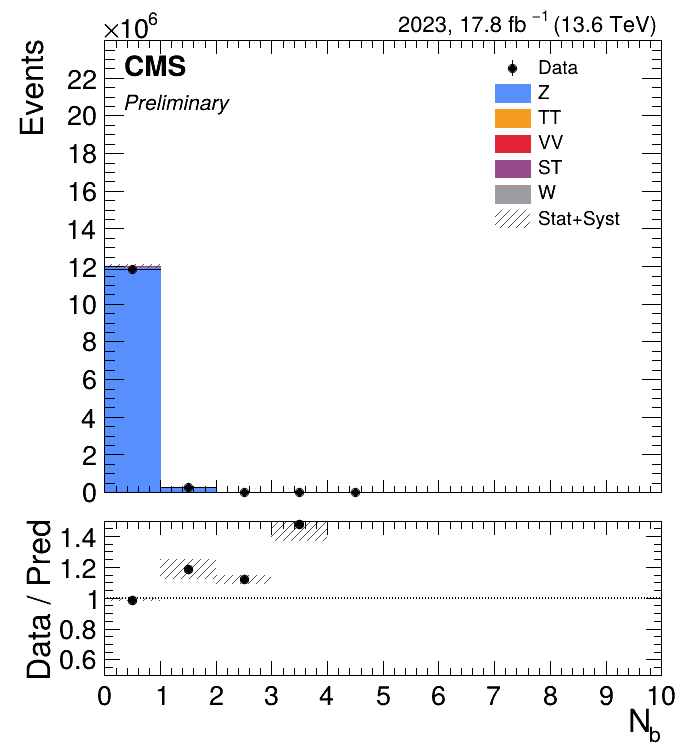 ×10⁶
2023, 17.8 fb⁻¹ (13.6 TeV)
Events
CMS
Preliminary
Data
Z
TT
VV
ST
W
Stat+Syst
22
20
18
16
14
12
10
8
6
4
2
0
Data / Pred
1.4
1.2
1
0.8
0.6
0 1 2 3 4 5 6 7 8 9 10
N_b